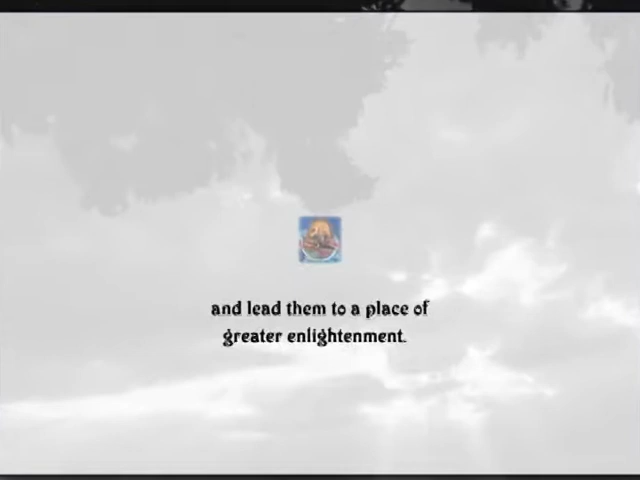 and lead them to a place of
greater enlightenment.